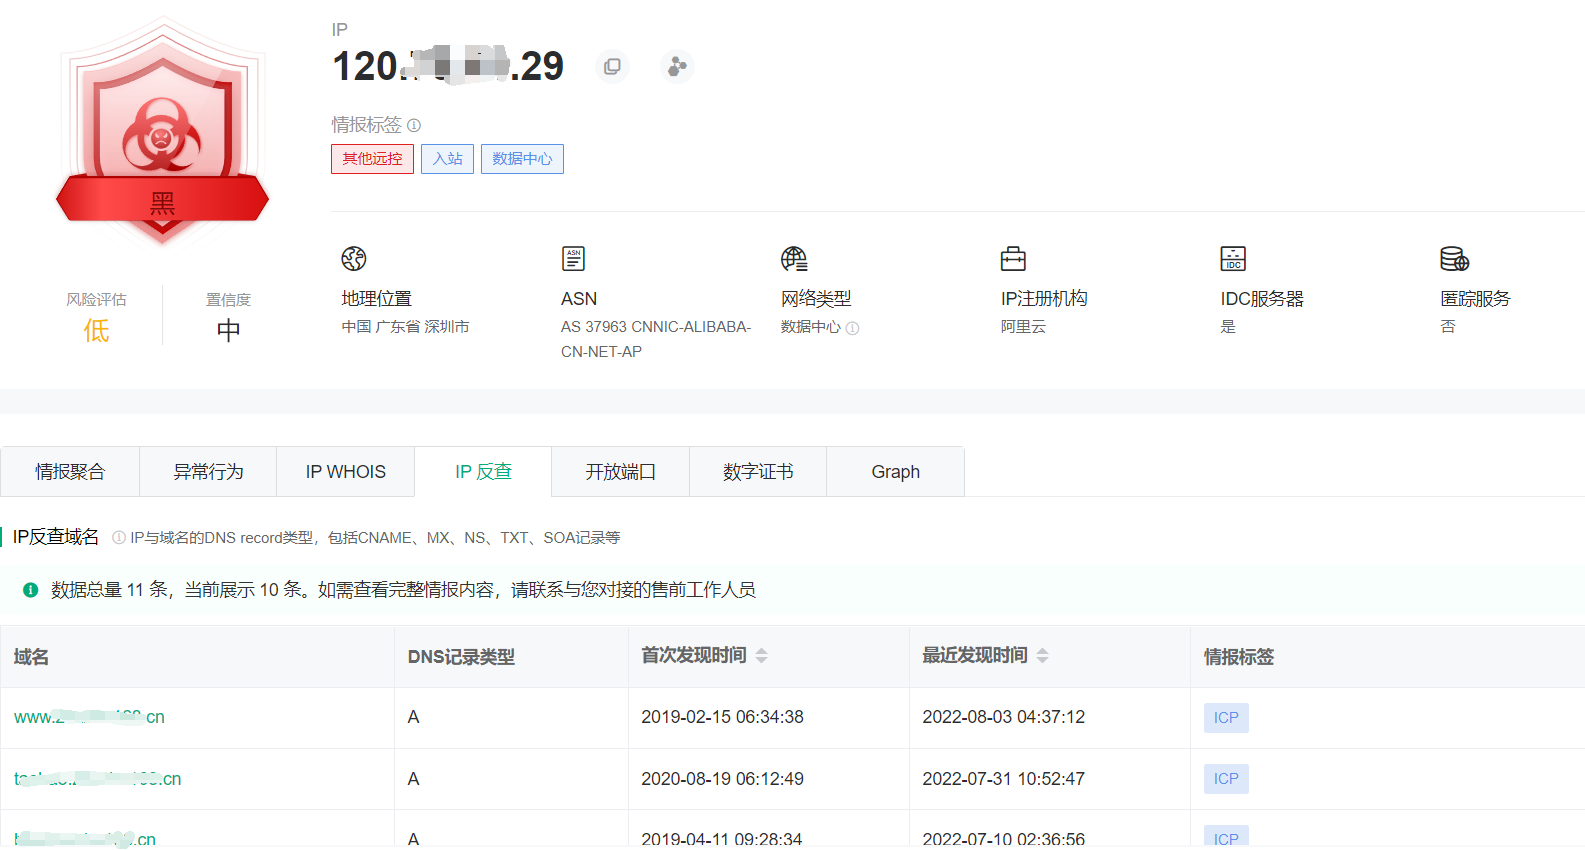 IP
120. .29
情报标签
其他远控 入站 数据中心
黑
风险评估 置信度
低 中
地理位置 ASN 网络类型 IP注册机构 IDC服务器 匿踪服务
中国 广东省 深圳市 AS 37963 CNNIC-ALIBABA- 数据中心 阿里云 是 否
CN-NET-AP
情报聚合 异常行为 IP WHOIS IP 反查 开放端口 数字证书 Graph
IP反查域名 IP与域名的DNS record类型，包括CNAME、MX、NS、TXT、SOA记录等
数据总量 11 条，当前展示 10 条。如需查看完整情报内容，请联系与您对接的售前工作人员
域名 DNS记录类型 首次发现时间 最近发现时间 情报标签
www. .cn A 2019-02-15 06:34:38 2022-08-03 04:37:12 ICP
.cn A 2020-08-19 06:12:49 2022-07-31 10:52:47 ICP
.cn A 2019-04-11 09:28:34 2022-07-10 02:36:56 ICP